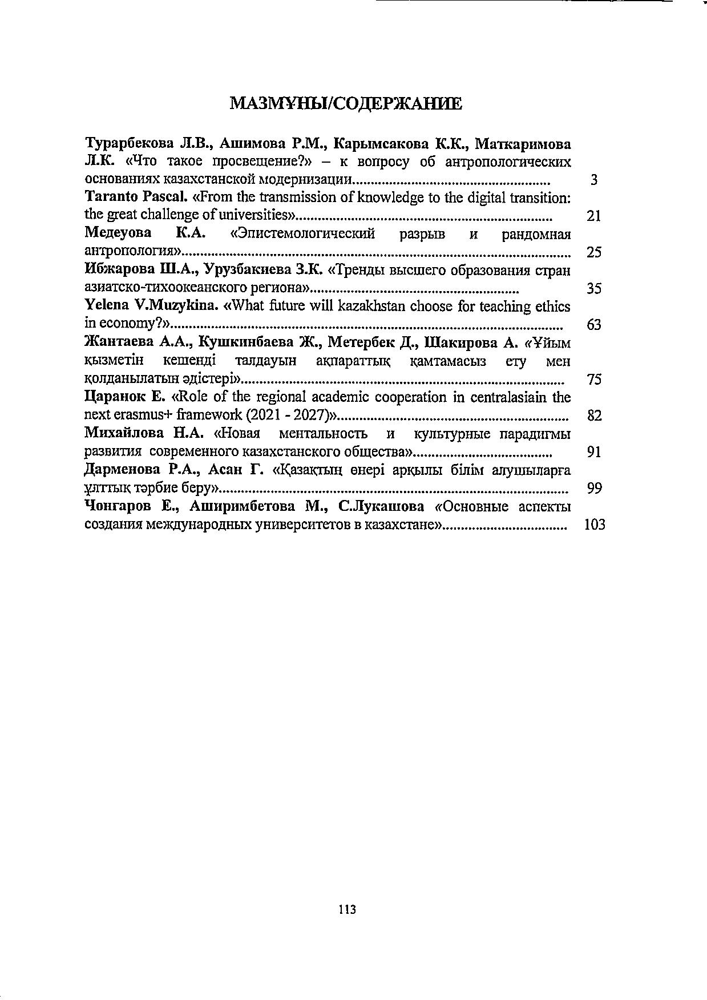 МАЗМҰНЫ/СОДЕРЖАНИЕ
Турарбекова Л.В., Ашимова Р.М., Карымсакова К.К., Маткаримова
Л.К. «Что такое просвещение?» – к вопросу об антропологических
основаниях казахстанской модернизации...................................................... 3
Taranto Pascal. «From the transmission of knowledge to the digital transition:
the great challenge of universities»..................................................................... 21
Медеуова К.А. «Эпистемологический разрыв и рандомная
антропология»......................................................................................................... 25
Ибжарова Ш.А., Урузбакиева З.К. «Тренды высшего образования стран
азиатско-тихоокеанского региона»........................................................ 35
Yelena V.Muzykina. «What future will kazakhstan choose for teaching ethics
in economy?».......................................................................................................... 63
Жантаева А.А., Кушкинбаева Ж., Метербек Д., Шакирова А. «Ұйым
қызметін кешенді талдауын ақпараттық қамтамасыз ету мен
қолданылатын әдістері»....................................................................................... 75
Царанок Е. «Role of the regional academic cooperation in centralasiain the
next erasmus+ framework (2021 - 2027)».............................................................. 82
Михайлова Н.А. «Новая ментальность и культурные парадигмы
развития современного казахстанского общества»...................................... 91
Дарменова Р.А., Асан Г. «Қазақтың өнері арқылы білім алушыларға
ұлттық тәрбие беру».............................................................................................. 99
Чонгаров Е., Аширимбетова М., С.Лукашова «Основные аспекты
создания международных университетов в казахстане».................................. 103
113